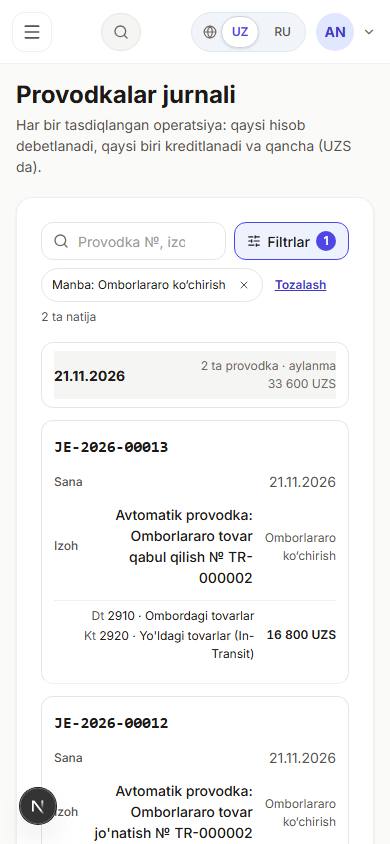 UZ
RU
AN
Provodkalar jurnali
Har bir tasdiqlangan operatsiya: qaysi hisob
debetlanadi, qaysi biri kreditlanadi va qancha (UZS
da).
Provodka №, izo
Filtrlar 1
Manba: Omborlararo ko'chirish ×
Tozalash
2 ta natija
21.11.2026
2 ta provodka · aylanma
33 600 UZS
JE-2026-00013
Sana
21.11.2026
Izoh
Avtomatik provodka:
Omborlararo tovar
qabul qilish № TR-
000002
Omborlararo
ko'chirish
Dt 2910 · Ombordagi tovarlar
Kt 2920 · Yo'ldagi tovarlar (In-
Transit)
16 800 UZS
JE-2026-00012
Sana
21.11.2026
N
Izoh
Avtomatik provodka:
Omborlararo tovar
jo'natish № TR-000002
Omborlararo
ko'chirish